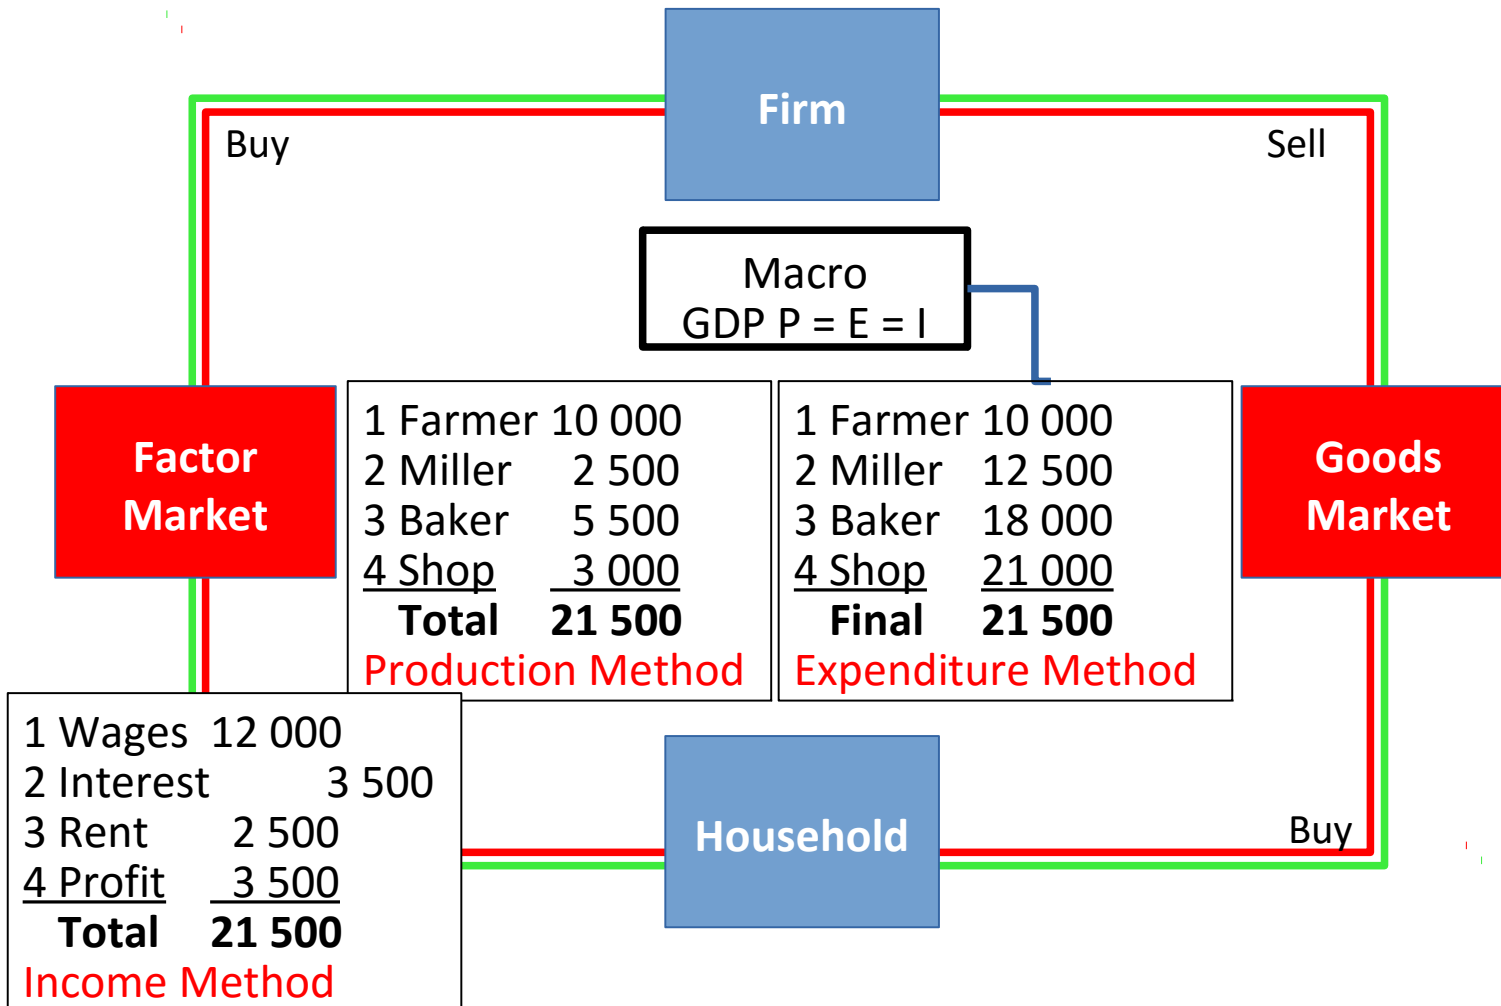 Firm
Buy
Sell
Macro
GDP P = E = I
Factor
Market
1 Farmer 10 000
2 Miller 2 500
3 Baker 5 500
4 Shop 3 000
Total 21 500
Production Method
1 Farmer 10 000
2 Miller 12 500
3 Baker 18 000
4 Shop 21 000
Final 21 500
Expenditure Method
Goods
Market
1 Wages 12 000
2 Interest 3 500
3 Rent 2 500
4 Profit 3 500
Total 21 500
Income Method
Household
Buy